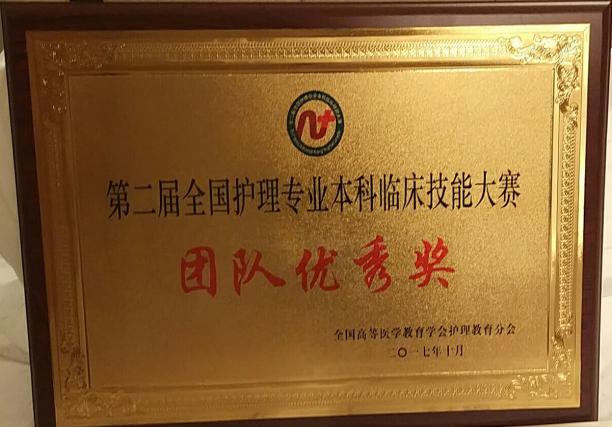 第二届全国护理专业本科临床技能大赛
团队优秀奖
全国高等医学教育学会护理教育分会
二〇一七年十月